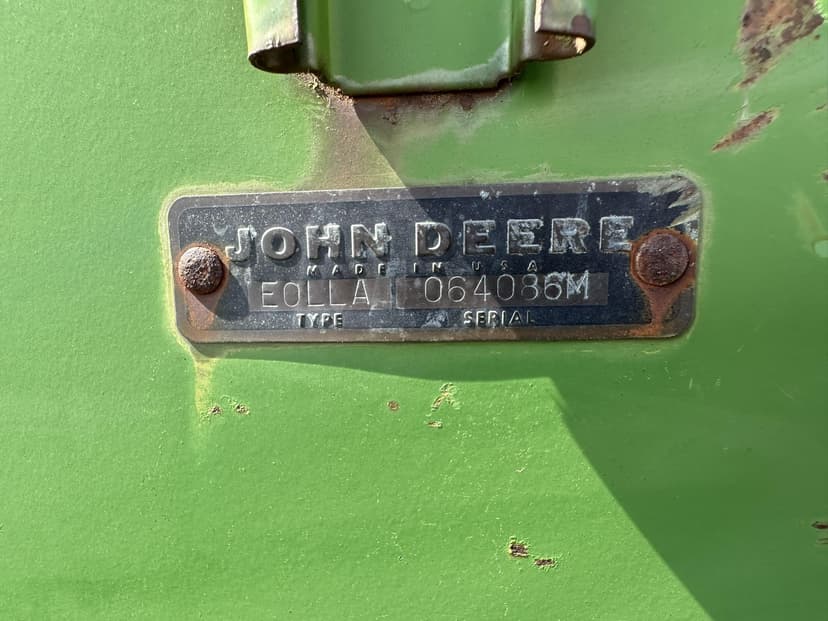 JOHN DEERE
MADE IN U S A
E0LLA 064086M
TYPE SERIAL